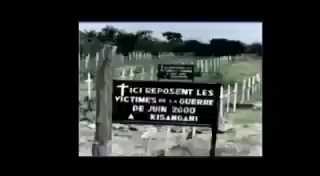 ICI REPOSENT LES
VICTIMES DE LA GUERRE
DE JUIN 2000
A KISANGANI